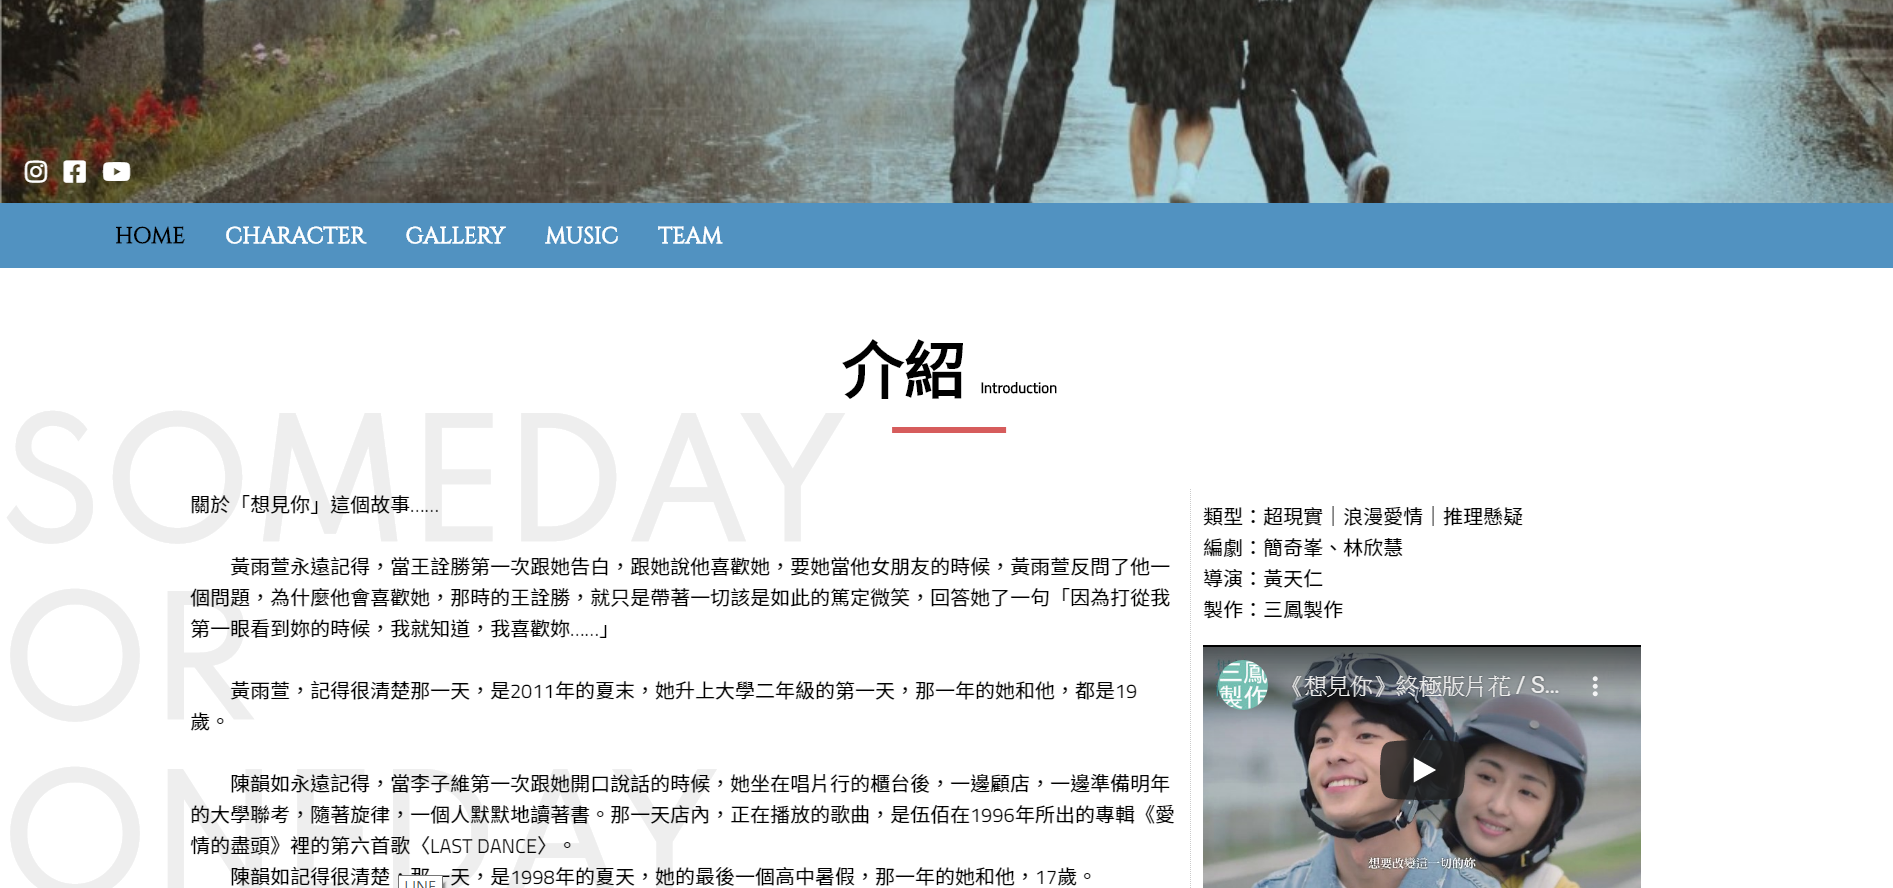 HOME CHARACTER GALLERY MUSIC TEAM
介紹 Introduction
SOMEDAY
OR
ONEDAY
關於「想見你」這個故事……
黃雨萱永遠記得，當王詮勝第一次跟她告白，跟她說他喜歡她，要她當他女朋友的時候，黃雨萱反問了他一
個問題，為什麼他會喜歡她，那時的王詮勝，就只是帶著一切該是如此的篤定微笑，回答她了一句「因為打從我
第一眼看到妳的時候，我就知道，我喜歡妳……」
黃雨萱，記得很清楚那一天，是2011年的夏末，她升上大學二年級的第一天，那一年的她和他，都是19
歲。
陳韻如永遠記得，當李子維第一次跟她開口說話的時候，她坐在唱片行的櫃台後，一邊顧店，一邊準備明年
的大學聯考，隨著旋律，一個人默默地讀著書。那一天店內，正在播放的歌曲，是伍佰在1996年所出的專輯《愛
情的盡頭》裡的第六首歌〈LAST DANCE〉。
陳韻如記得很清楚，那一天，是1998年的夏天，她的最後一個高中暑假，那一年的她和他，17歲。
LINE
類型：超現實｜浪漫愛情｜推理懸疑
編劇：簡奇峯、林欣慧
導演：黃天仁
製作：三鳳製作
三鳳
製作
《想見你》終極版片花 / S...
想要改變這一切的妳